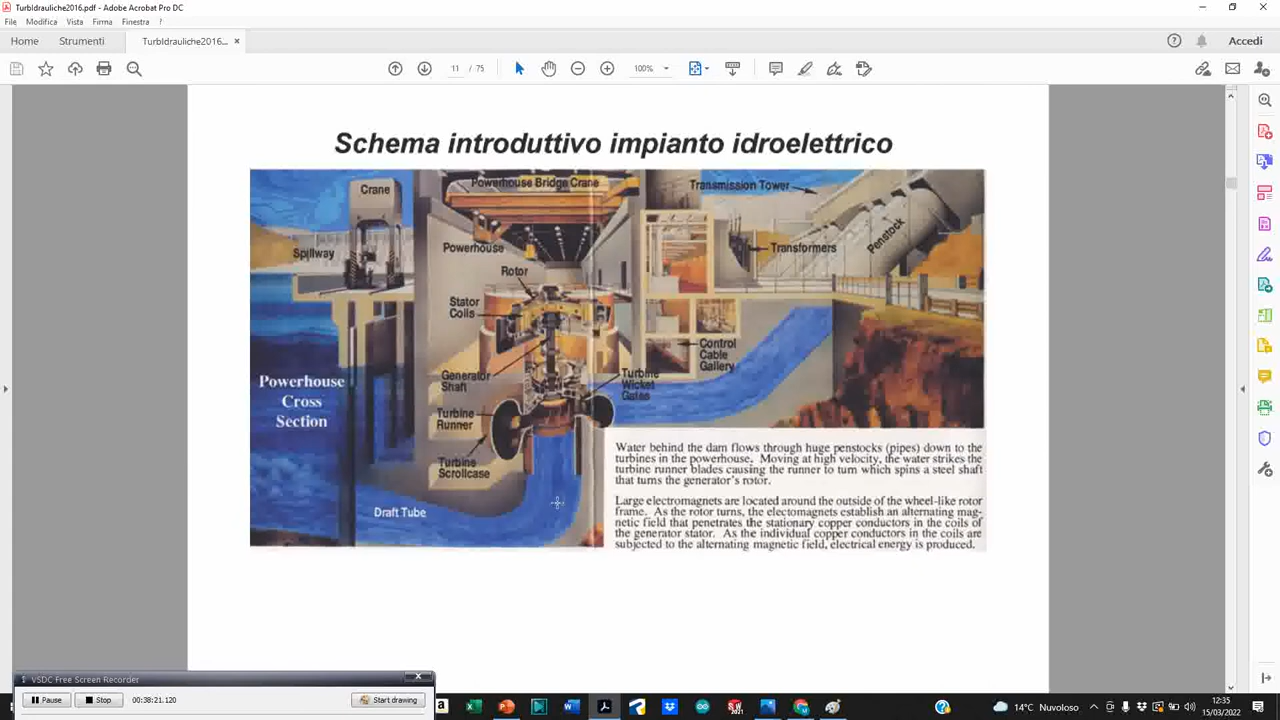 TurbIdrauliche2016.pdf - Adobe Acrobat Pro DC
File Modifica Vista Firma Finestra ?
Home Strumenti TurbIdrauliche2016... × Accedi
11 / 75 100%
Schema introduttivo impianto idroelettrico
Crane
Powerhouse Bridge Crane
Transmission Tower
Spillway
Powerhouse
Transformers
Penstock
Rotor
Stator
Coils
Control
Cable
Gallery
Generator
Shaft
Turbine
Wicket
Gates
Powerhouse
Cross
Section
Turbine
Runner
Turbine
Scrollcase
Draft Tube
Water behind the dam flows through huge penstocks (pipes) down to the
turbines in the powerhouse. Moving at high velocity, the water strikes the
turbine runner blades causing the runner to turn which spins a steel shaft
that turns the generator's rotor.
Large electromagnets are located around the outside of the wheel-like rotor
frame. As the rotor turns, the electomagnets establish an alternating mag-
netic field that penetrates the stationary copper conductors in the coils of
the generator stator. As the individual copper conductors in the coils are
subjected to the alternating magnetic field, electrical energy is produced.
VSDC Free Screen Recorder
Pause Stop 00:38:21.120 Start drawing
14°C Nuvoloso
12:35
15/03/2022